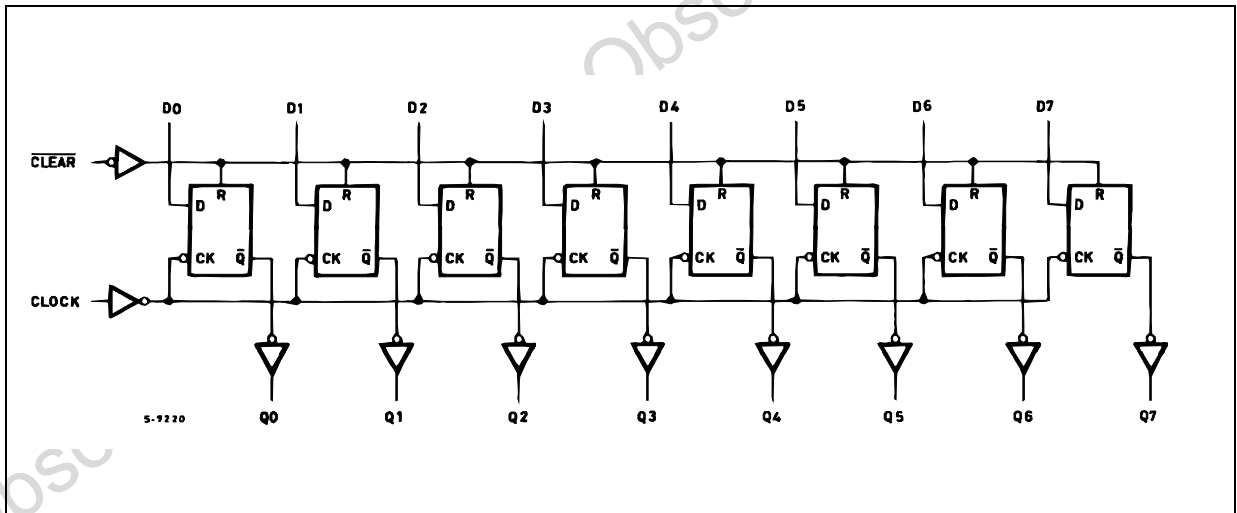 Obso
D0 D1 D2 D3 D4 D5 D6 D7
CLEAR
R R R R R R R R
D D D D D D D D
CK Q̅ CK Q̅ CK Q̅ CK Q̅ CK Q̅ CK Q̅ CK Q̅ CK Q̅
CLOCK
S-9220 Q0 Q1 Q2 Q3 Q4 Q5 Q6 Q7